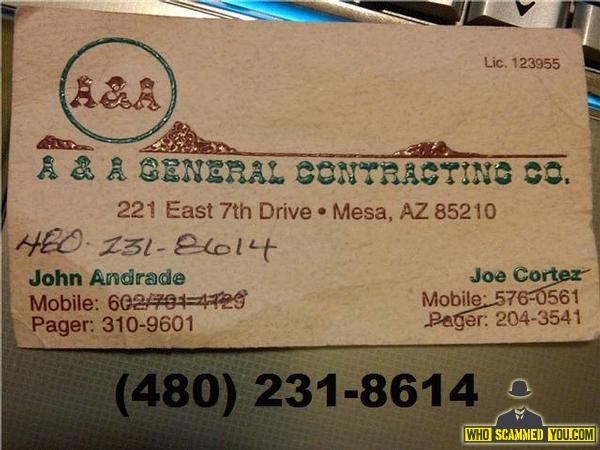 Lic. 123955
A&A
A & A GENERAL CONTRACTING CO.
221 East 7th Drive • Mesa, AZ 85210
480-231-8614
John Andrade
Mobile: 602/791-4129
Pager: 310-9601
Joe Cortez
Mobile: 576-0561
Pager: 204-3541
(480) 231-8614
WHO SCAMMED YOU.COM